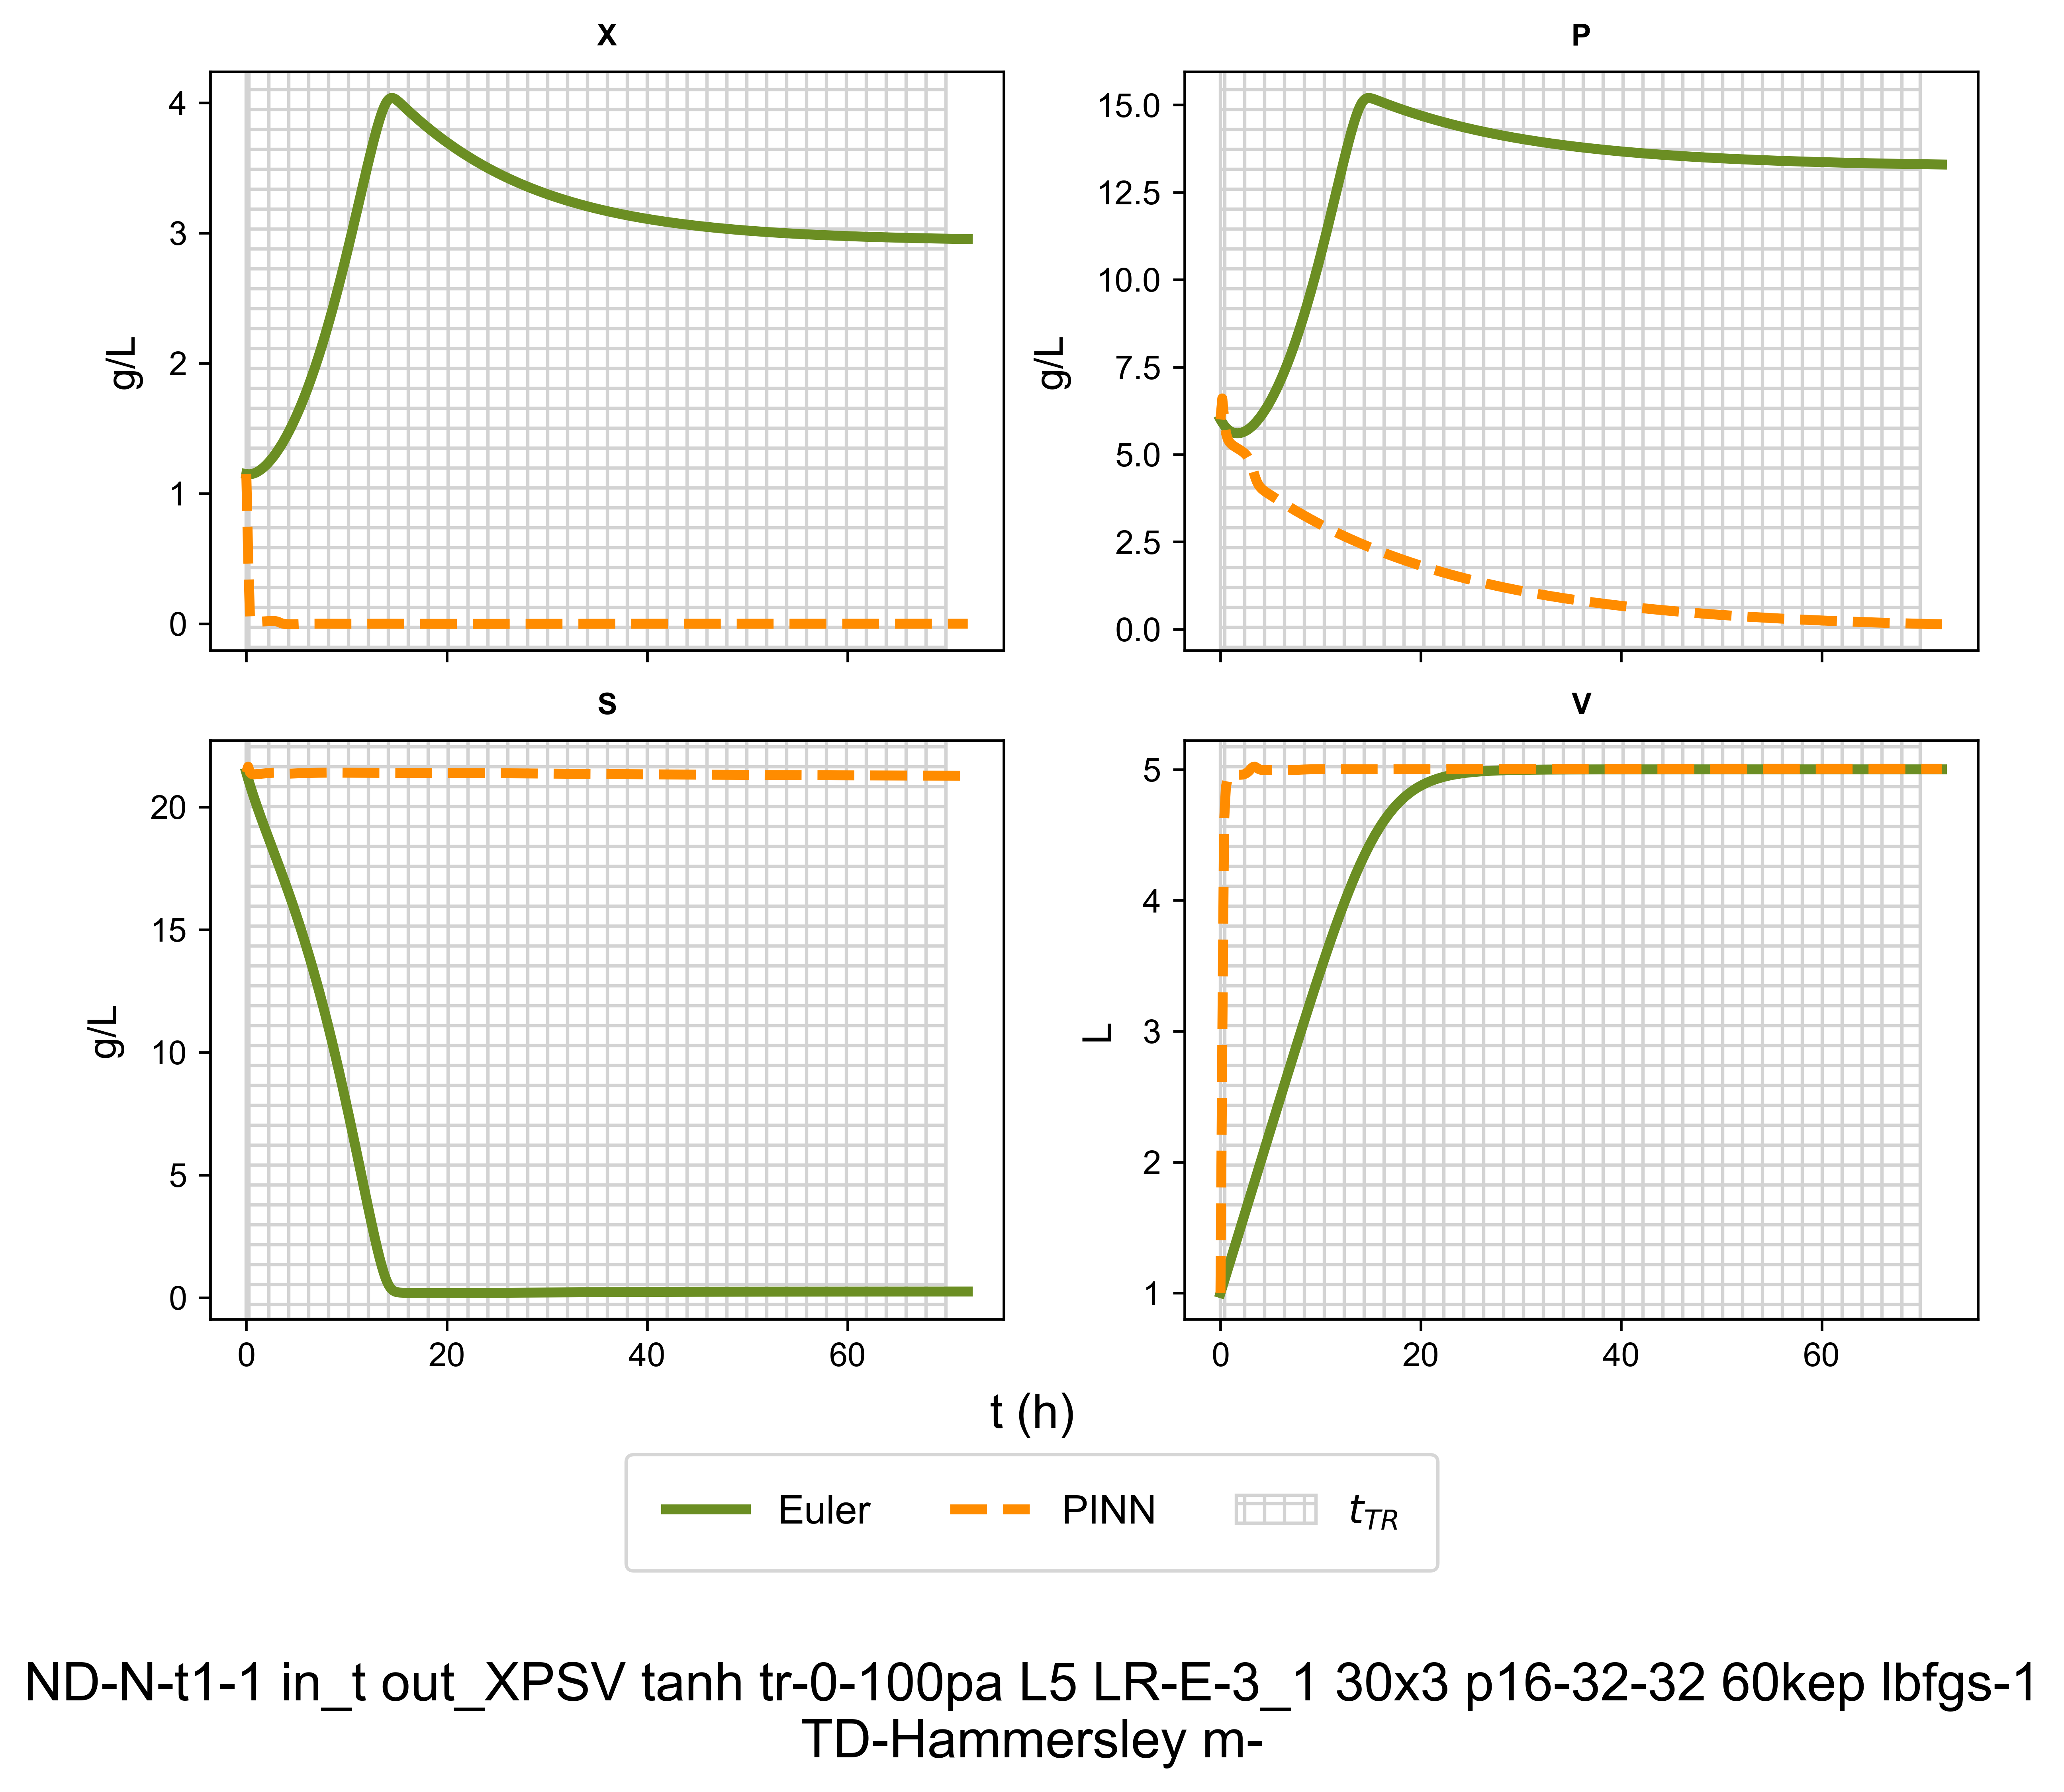 X
P
4
3
2
1
0
g/L
15.0
12.5
10.0
7.5
5.0
2.5
0.0
g/L
S
V
20
15
10
5
0
g/L
0 20 40 60
5
4
3
2
1
L
0 20 40 60
t (h)
Euler PINN t_{TR}
ND-N-t1-1 in_t out_XPSV tanh tr-0-100pa L5 LR-E-3_1 30x3 p16-32-32 60kep lbfgs-1
TD-Hammersley m-